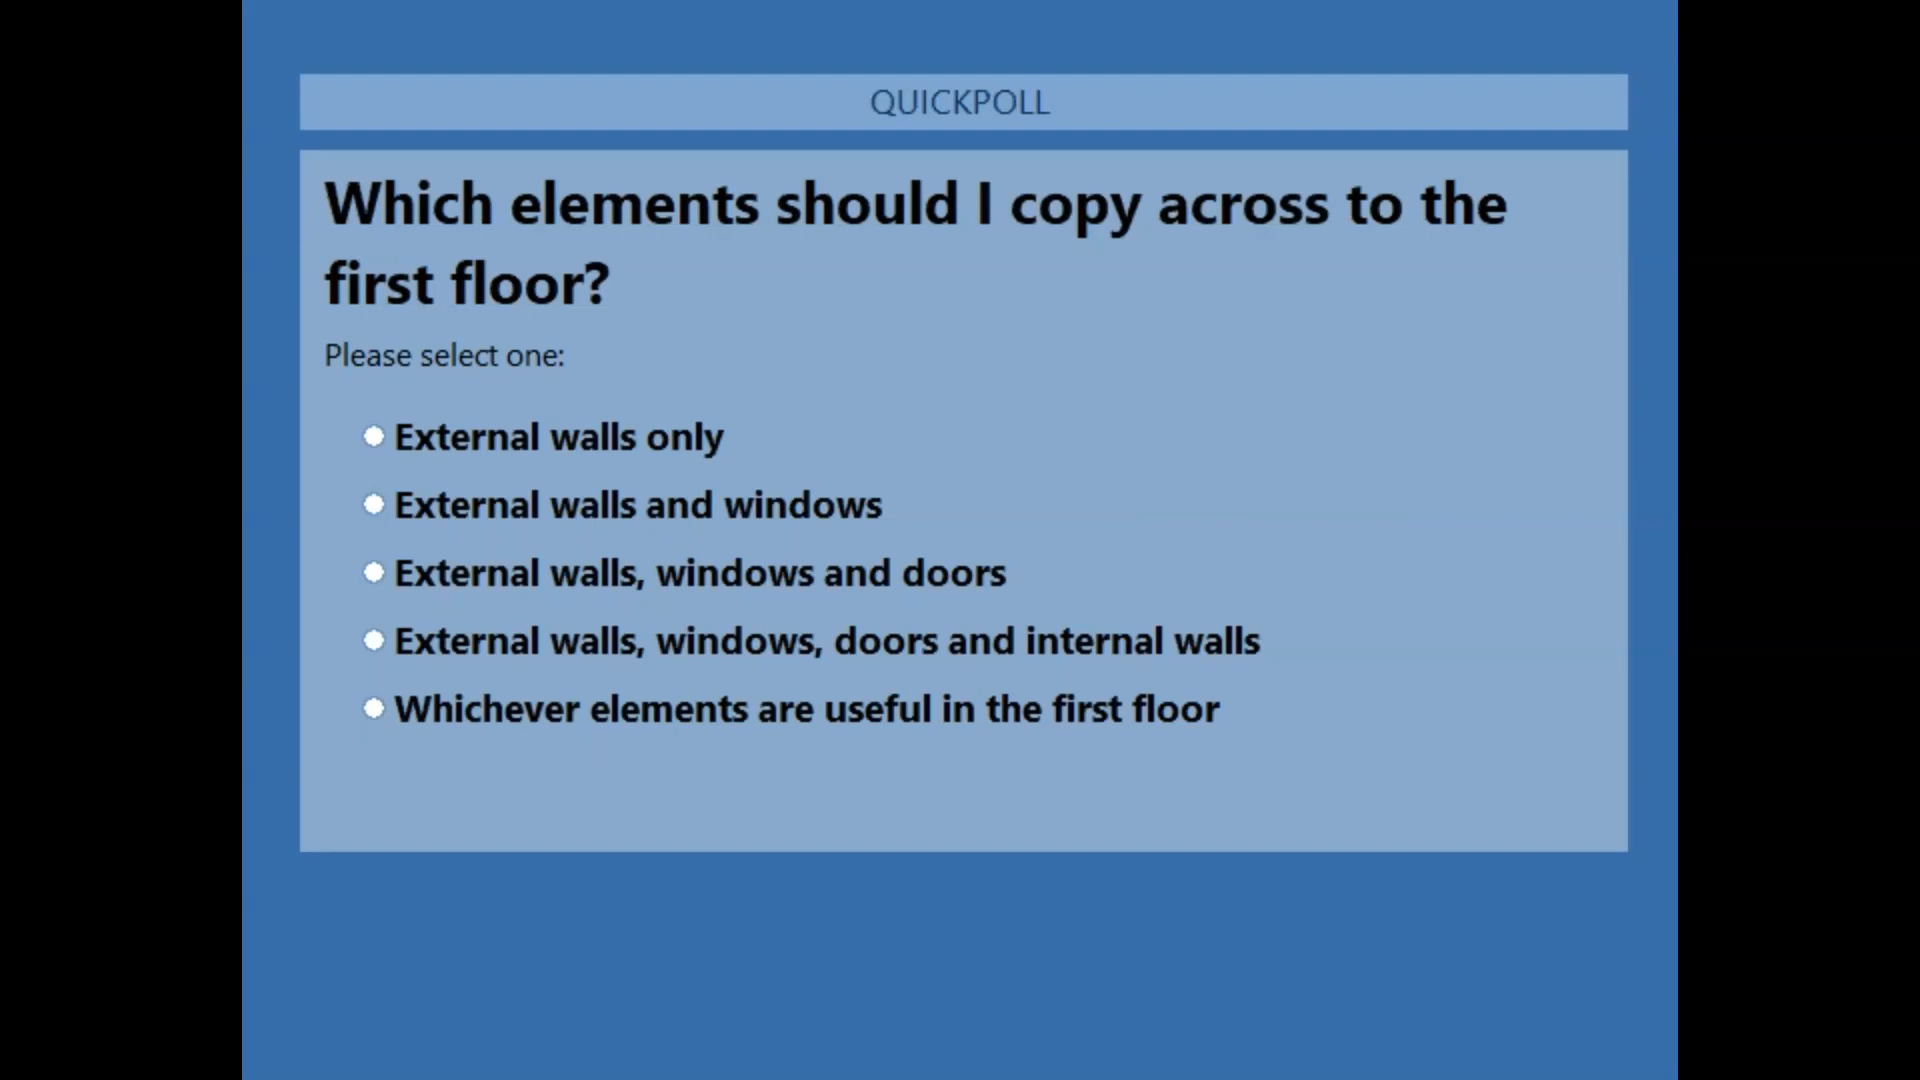 QUICKPOLL
Which elements should I copy across to the
first floor?
Please select one:
External walls only
External walls and windows
External walls, windows and doors
External walls, windows, doors and internal walls
Whichever elements are useful in the first floor